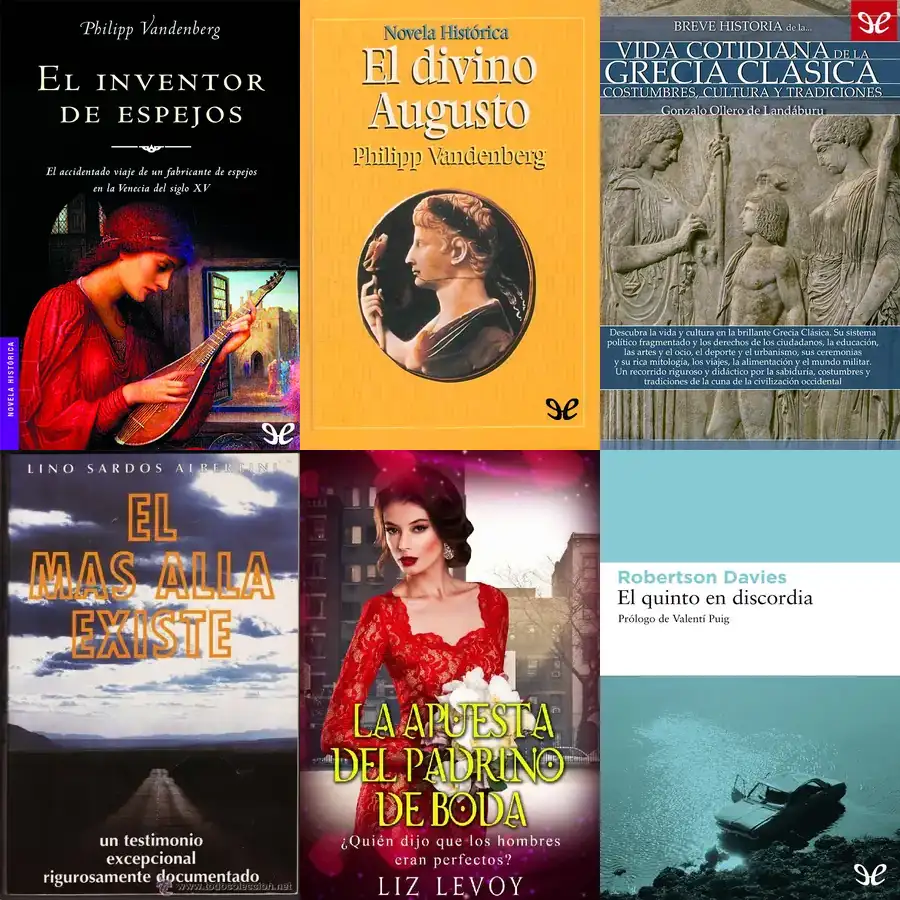 Philipp Vandenberg
EL INVENTOR
DE ESPEJOS
El accidentado viaje de un fabricante de espejos
en la Venecia del siglo XV
NOVELA HISTÓRICA
Novela Histórica
El divino
Augusto
Philipp Vandenberg
BREVE HISTORIA de la...
VIDA COTIDIANA DE LA
GRECIA CLÁSICA
COSTUMBRES, CULTURA Y TRADICIONES
Gonzalo Ollero de Landáburu
Descubra la vida y cultura en la brillante Grecia Clásica. Su sistema
político fragmentado y los derechos de los ciudadanos, la educación,
las artes y el ocio, el deporte y el urbanismo, sus ceremonias
y su rica mitología, los viajes, la alimentación y el mundo militar.
Un recorrido riguroso y didáctico por la sabiduría, costumbres y
tradiciones de la cuna de la civilización occidental
LINO SARDOS ALBERTINI
EL
MAS ALLA
EXISTE
un testimonio
excepcional
rigurosamente documentado
www.todocoleccion.net
LA APUESTA
DEL PADRINO
DE BODA
¿Quién dijo que los hombres
eran perfectos?
LIZ LEVOY
Robertson Davies
El quinto en discordia
Prólogo de Valentí Puig